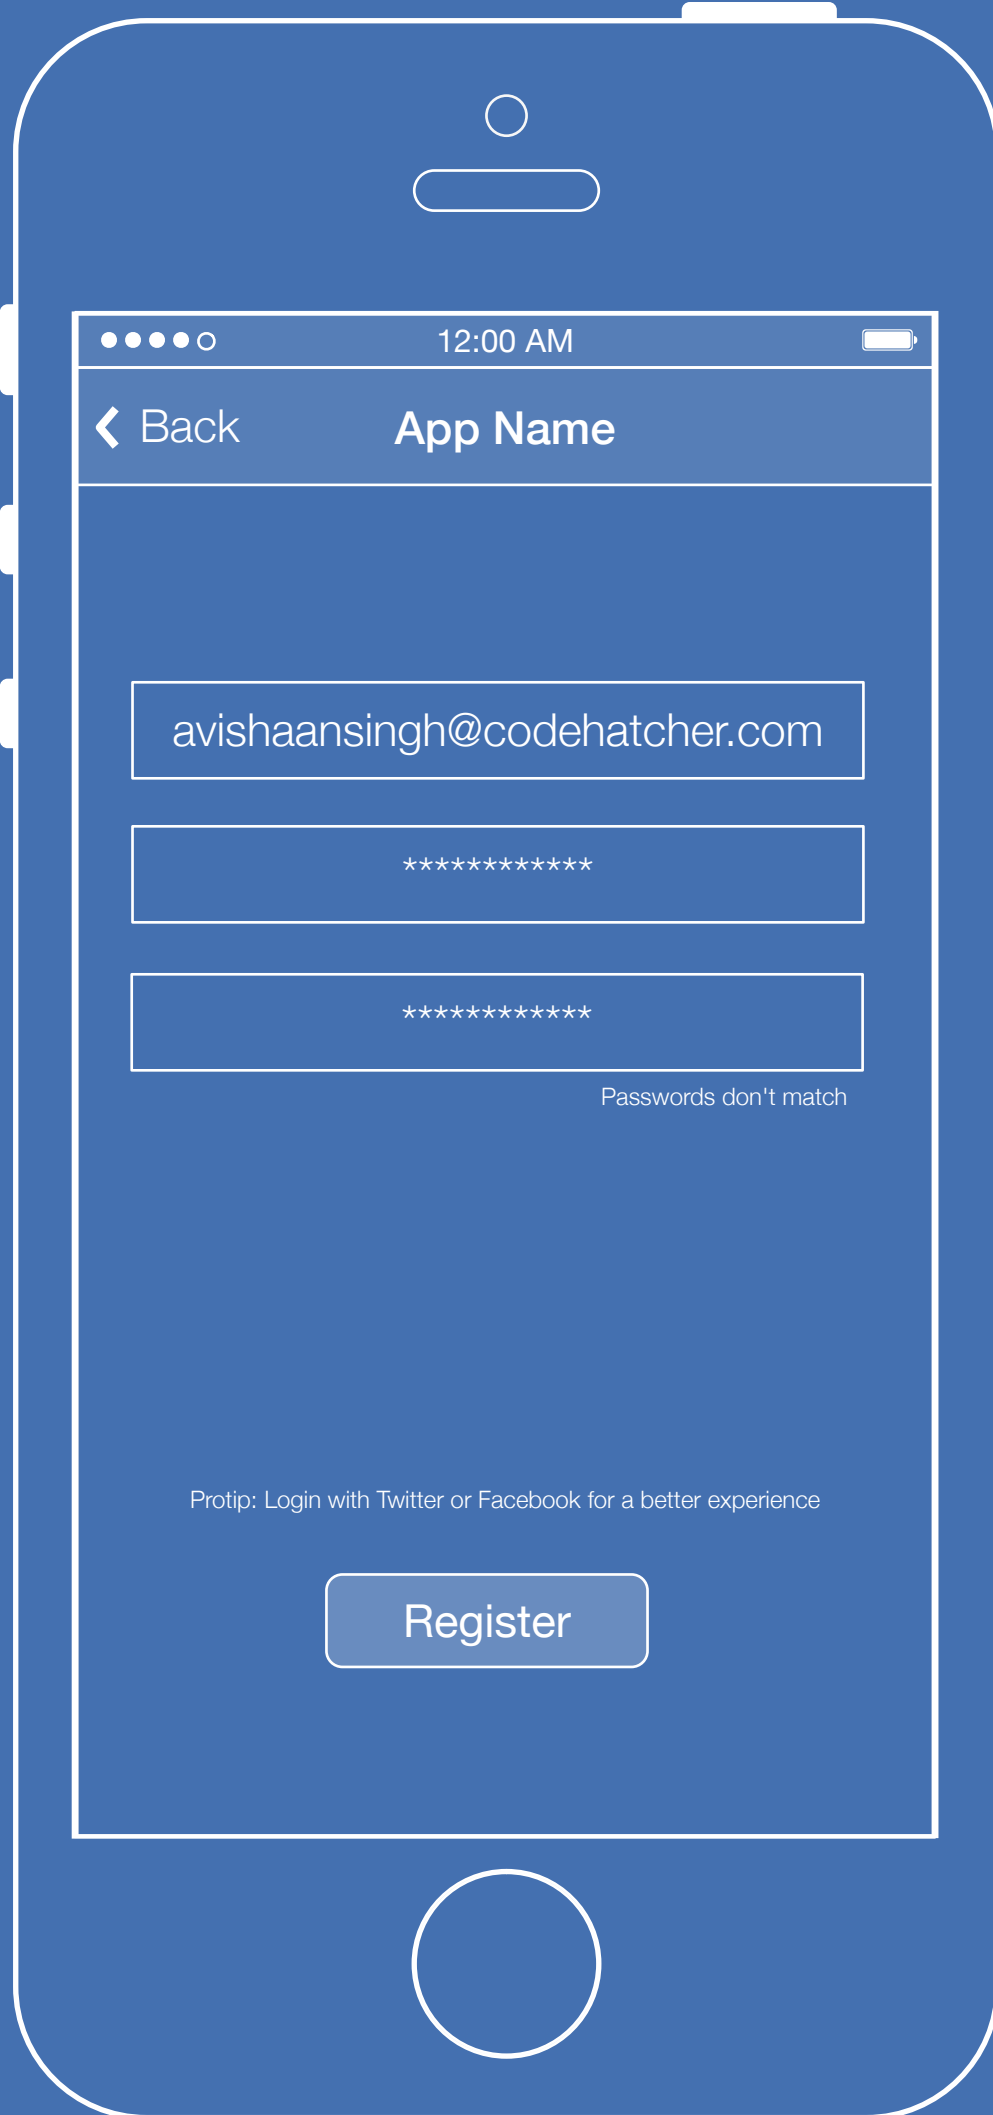 12:00 AM
Back
App Name
avishaansingh@codehatcher.com
************
************
Passwords don't match
Protip: Login with Twitter or Facebook for a better experience
Register